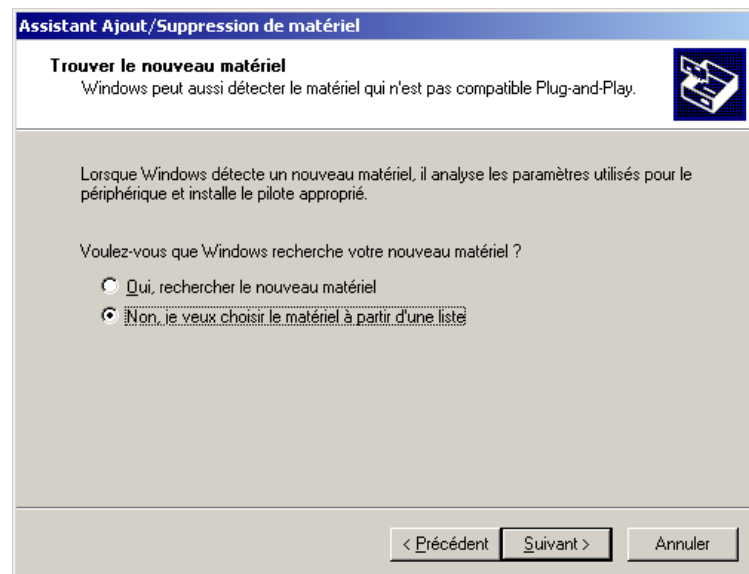 Assistant Ajout/Suppression de matériel
Trouver le nouveau matériel
Windows peut aussi détecter le matériel qui n'est pas compatible Plug-and-Play.
Lorsque Windows détecte un nouveau matériel, il analyse les paramètres utilisés pour le
périphérique et installe le pilote approprié.
Voulez-vous que Windows recherche votre nouveau matériel ?
Oui, rechercher le nouveau matériel
Non, je veux choisir le matériel à partir d'une liste
< Précédent Suivant > Annuler